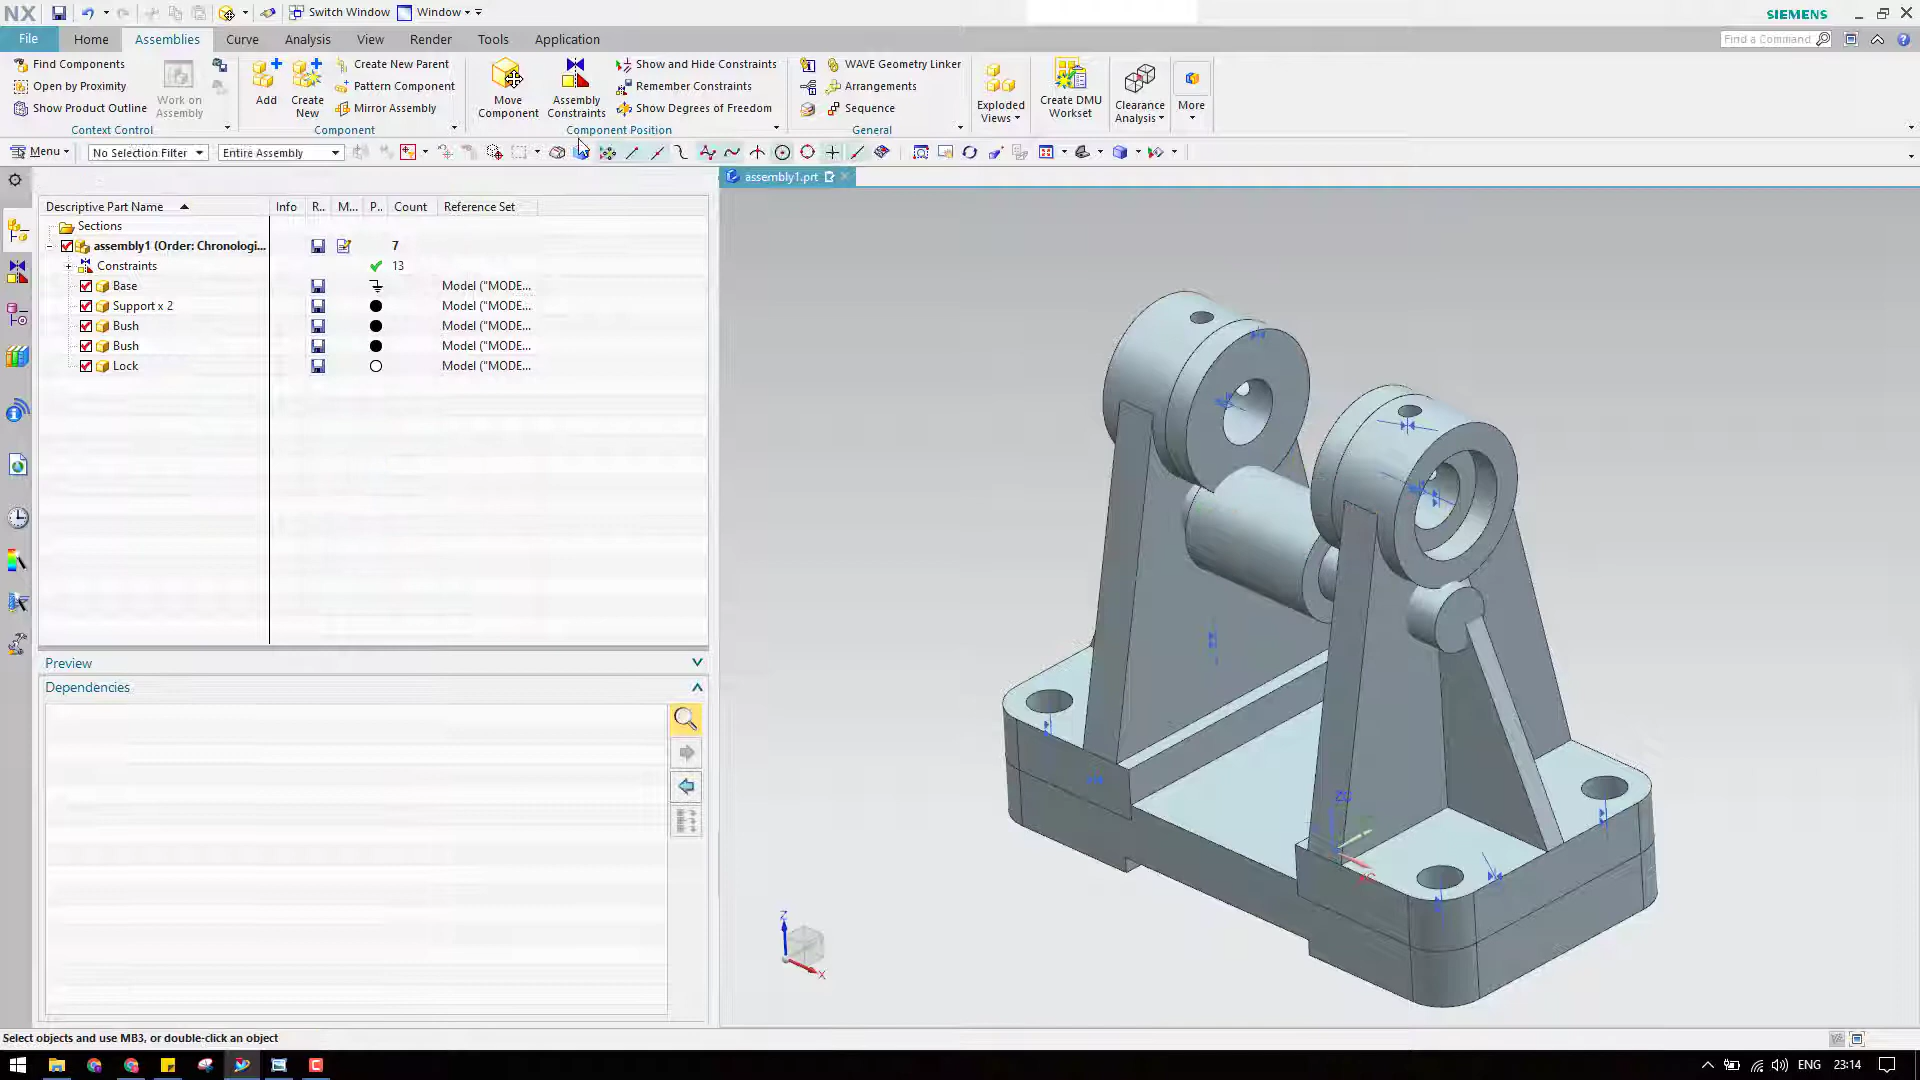 NX Switch Window Window SIEMENS
File Home Assemblies Curve Analysis View Render Tools Application Find a Command
Find Components
Open by Proximity
Show Product Outline
Work on
Assembly
Context Control
Add
Create
New
Create New Parent
Pattern Component
Mirror Assembly
Component
Move
Component
Assembly
Constraints
Show and Hide Constraints
Remember Constraints
Show Degrees of Freedom
Component Position
WAVE Geometry Linker
Arrangements
Sequence
General
Exploded
Views
Create DMU
Workset
Clearance
Analysis
More
Menu No Selection Filter Entire Assembly
assembly1.prt
Descriptive Part Name Info R.. M... P.. Count Reference Set
Sections
assembly1 (Order: Chronologi... 7
Constraints 13
Base Model ("MODE...
Support x 2 Model ("MODE...
Bush Model ("MODE...
Bush Model ("MODE...
Lock Model ("MODE...
Preview
Dependencies
ZC
XC
Z
X
Select objects and use MB3, or double-click an object
ENG 23:14